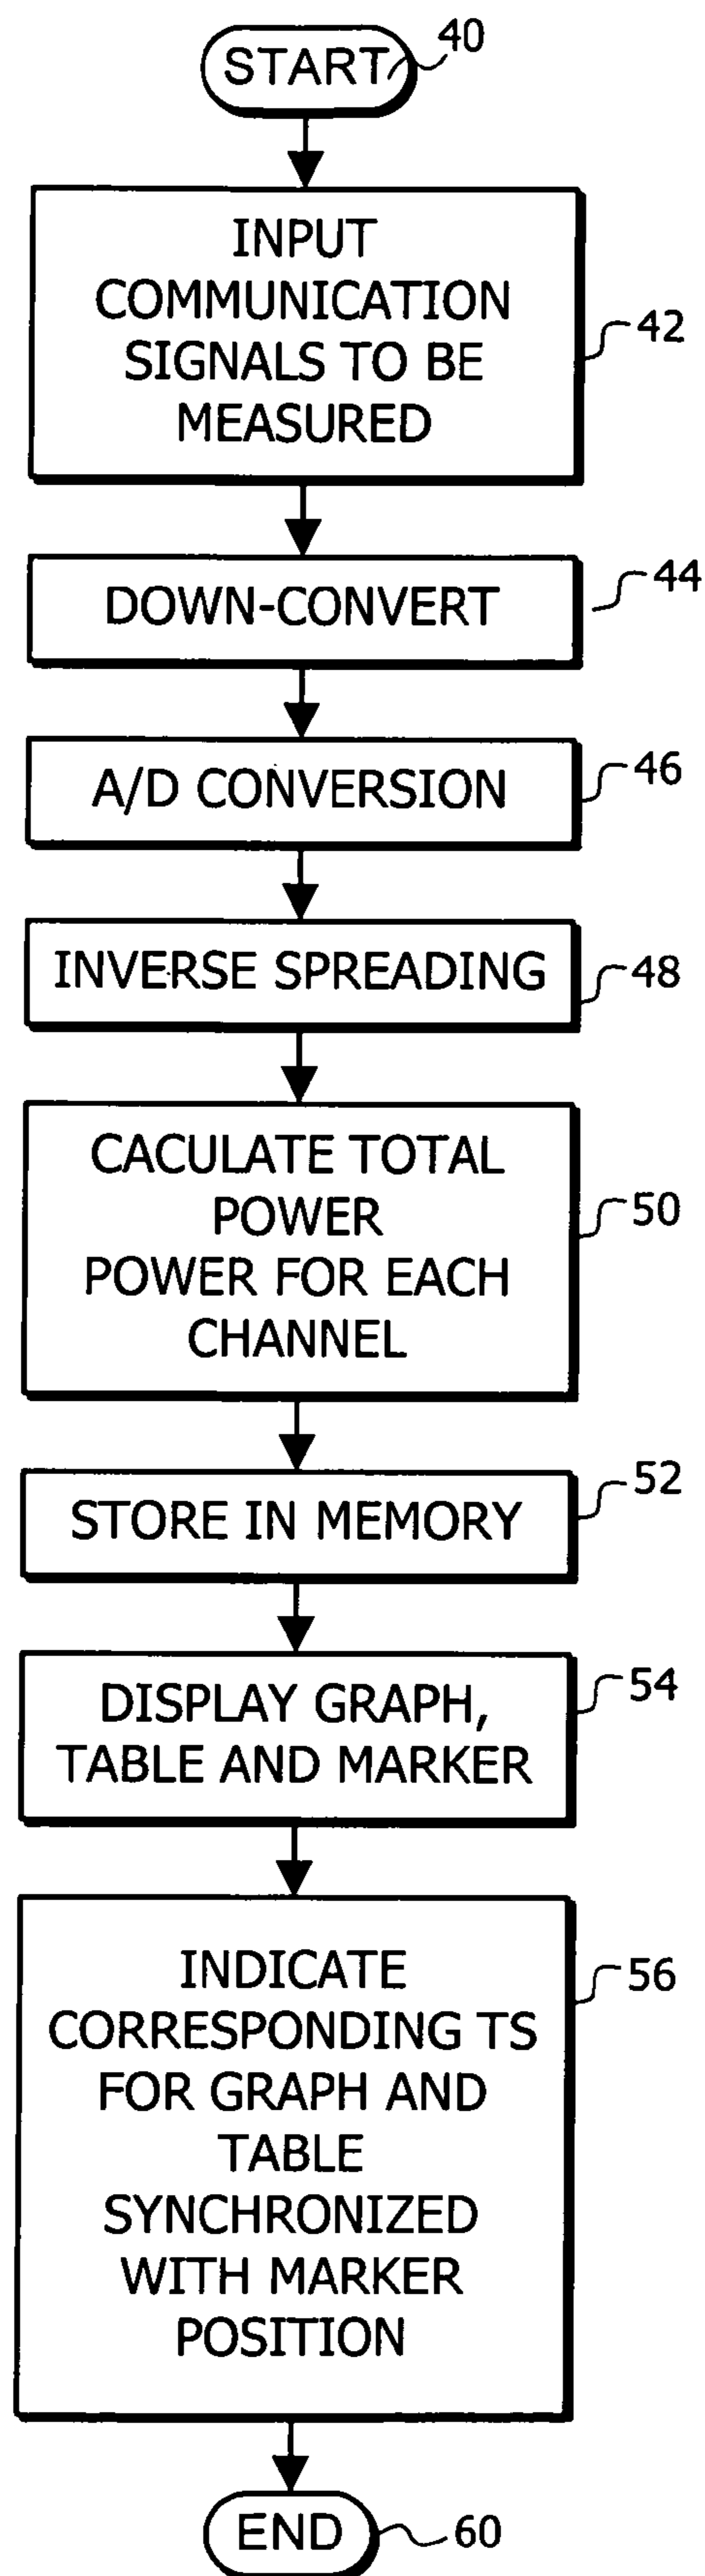 START
40
INPUT
COMMUNICATION
SIGNALS TO BE
MEASURED
42
DOWN-CONVERT
44
A/D CONVERSION
46
INVERSE SPREADING
48
CACULATE TOTAL
POWER
POWER FOR EACH
CHANNEL
50
STORE IN MEMORY
52
DISPLAY GRAPH,
TABLE AND MARKER
54
INDICATE
CORRESPONDING TS
FOR GRAPH AND
TABLE
SYNCHRONIZED
WITH MARKER
POSITION
56
END
60